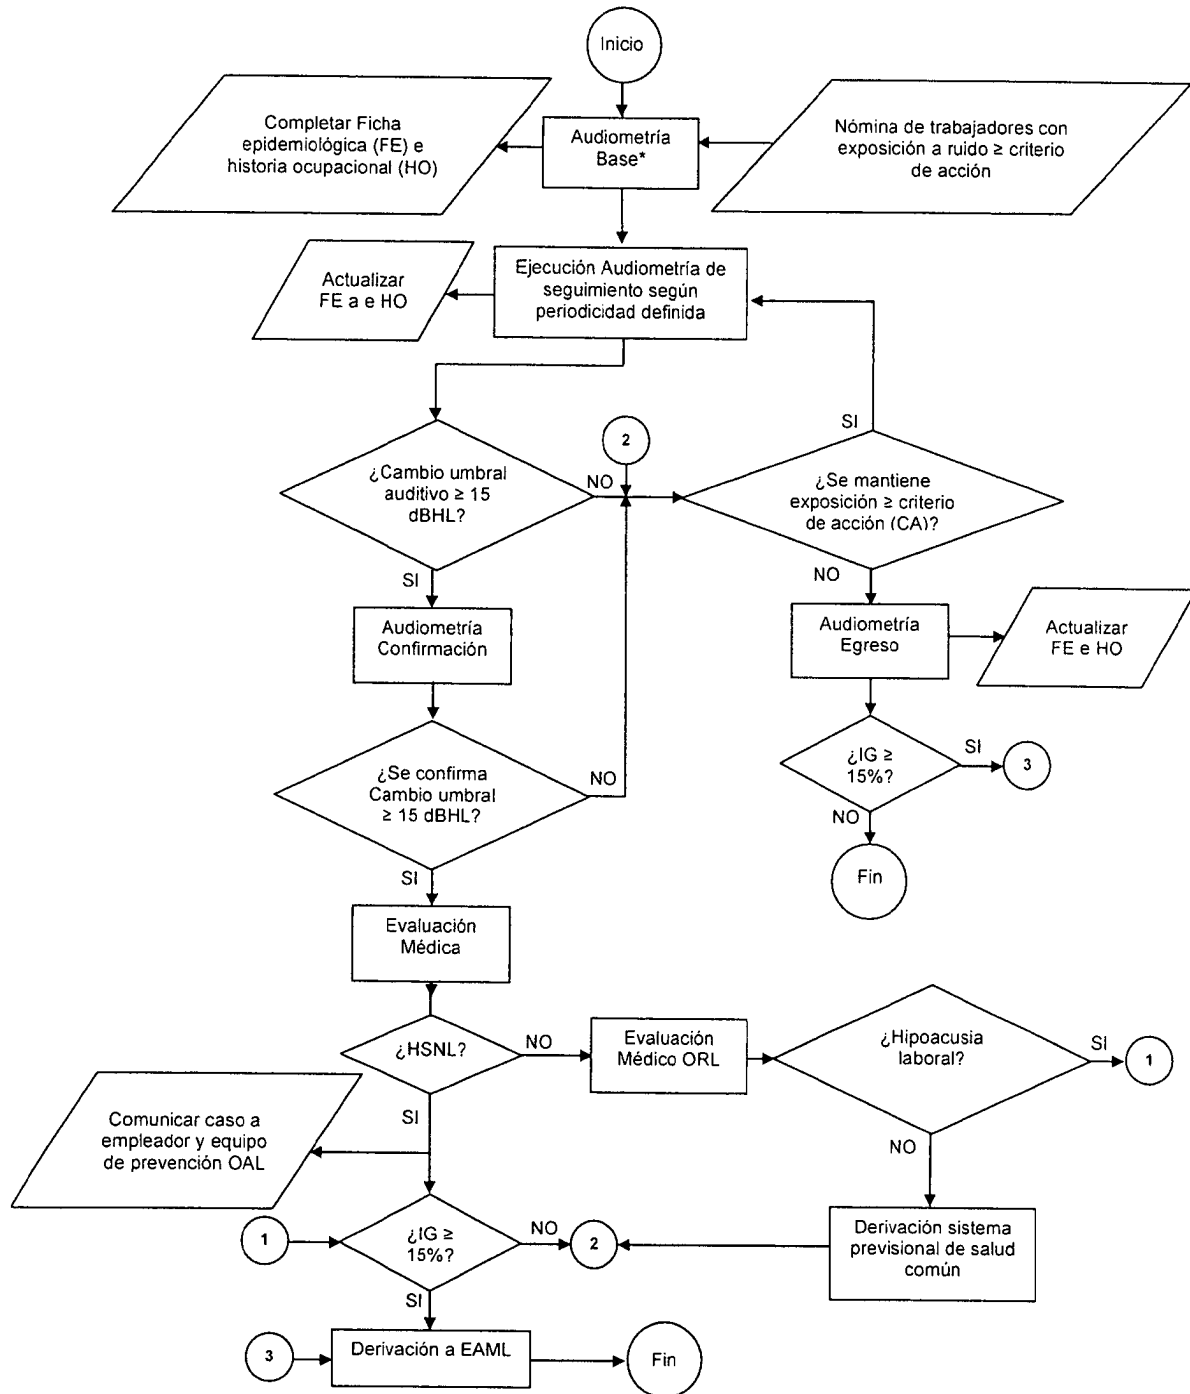 Inicio
Completar Ficha
epidemiológica (FE) e
historia ocupacional (HO)
Audiometría
Base*
Nómina de trabajadores con
exposición a ruido ≥ criterio
de acción
Actualizar
FE a e HO
Ejecución Audiometría de
seguimiento según
periodicidad definida
SI
2
¿Cambio umbral
auditivo ≥ 15
dBHL?
NO
¿Se mantiene
exposición ≥ criterio
de acción (CA)?
SI
NO
Audiometría
Confirmación
Audiometría
Egreso
Actualizar
FE e HO
¿Se confirma
Cambio umbral
≥ 15 dBHL?
NO
¿IG ≥
15%?
SI
3
NO
SI
Fin
Evaluación
Médica
¿HSNL?
NO
Evaluación
Médico ORL
¿Hipoacusia
laboral?
SI
1
SI
Comunicar caso a
empleador y equipo
de prevención OAL
NO
1
¿IG ≥
15%?
NO
2
Derivación sistema
previsional de salud
común
SI
3
Derivación a EAML
Fin